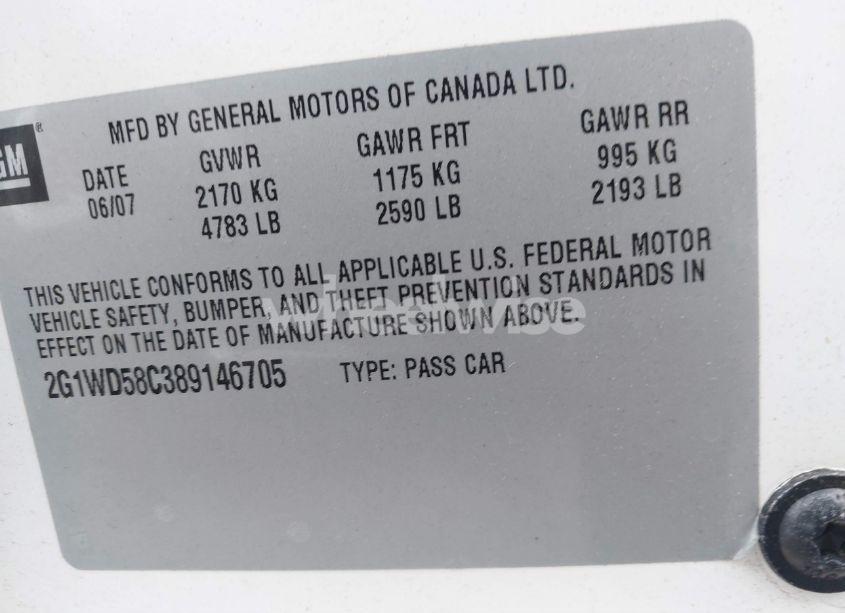 MFD BY GENERAL MOTORS OF CANADA LTD.
GM ®
DATE GVWR GAWR FRT GAWR RR
06/07 2170 KG 1175 KG 995 KG
4783 LB 2590 LB 2193 LB
THIS VEHICLE CONFORMS TO ALL APPLICABLE U.S. FEDERAL MOTOR
VEHICLE SAFETY, BUMPER, AND THEFT PREVENTION STANDARDS IN
EFFECT ON THE DATE OF MANUFACTURE SHOWN ABOVE.
2G1WD58C389146705 TYPE: PASS CAR
wheelwise